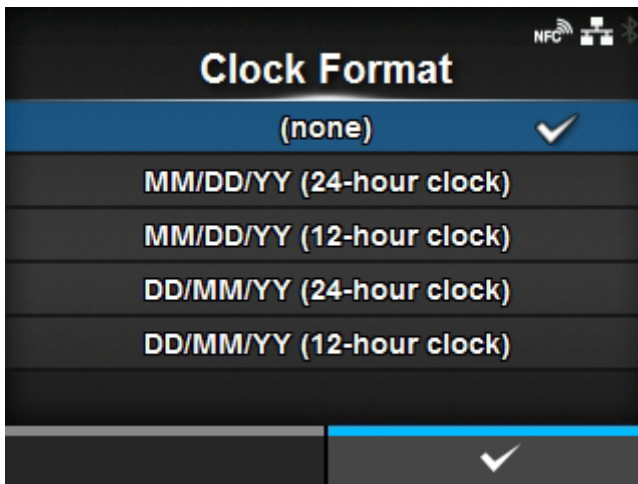 NFC
Clock Format
(none)
MM/DD/YY (24-hour clock)
MM/DD/YY (12-hour clock)
DD/MM/YY (24-hour clock)
DD/MM/YY (12-hour clock)